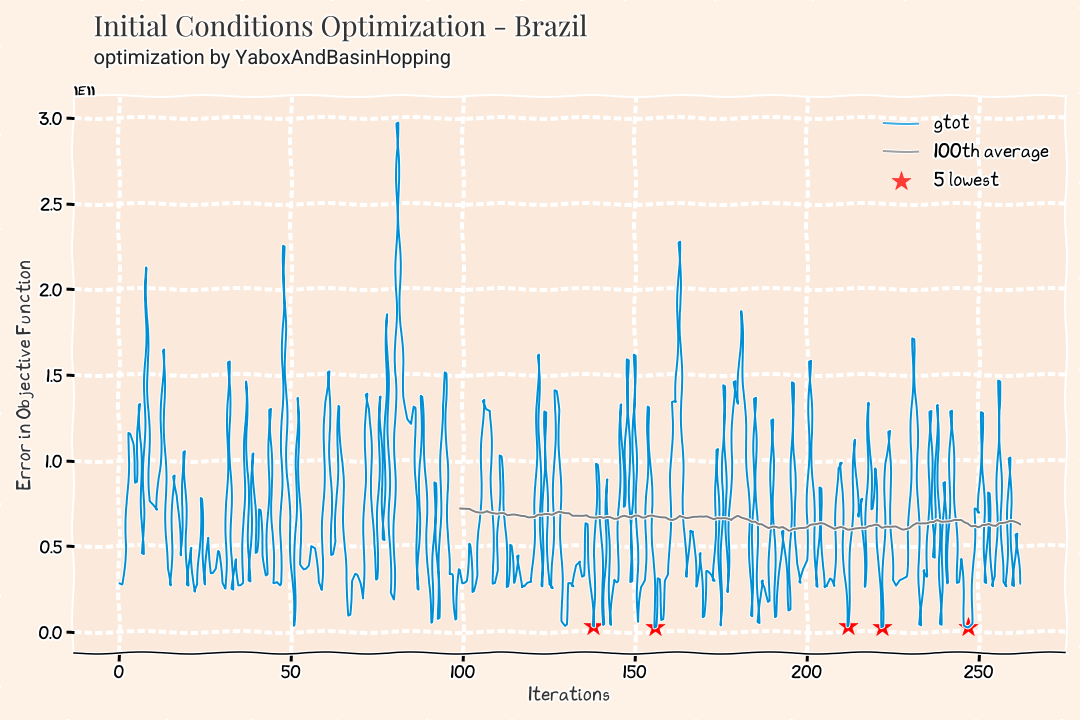 Initial Conditions Optimization - Brazil
optimization by YaboxAndBasinHopping
1E11
3.0
2.5
2.0
1.5
1.0
0.5
0.0
Error in Objective Function
gtot
100th average
5 lowest
0 50 100 150 200 250
Iterations